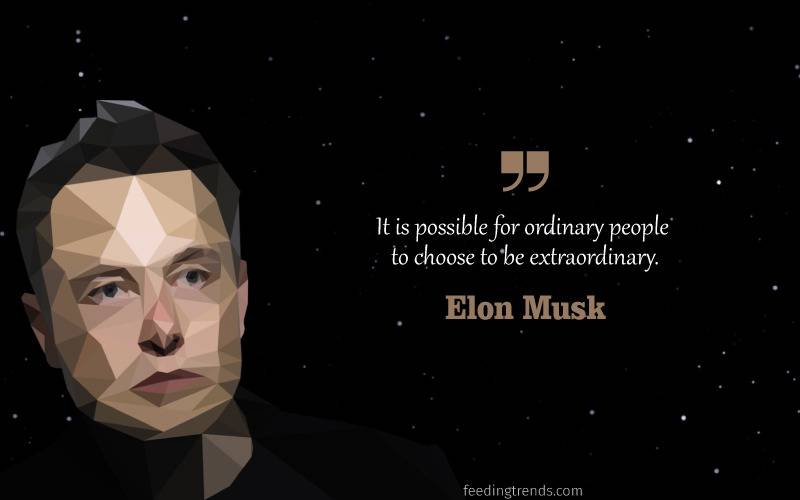 ”
It is possible for ordinary people
to choose to be extraordinary.
Elon Musk
feedingtrends.com